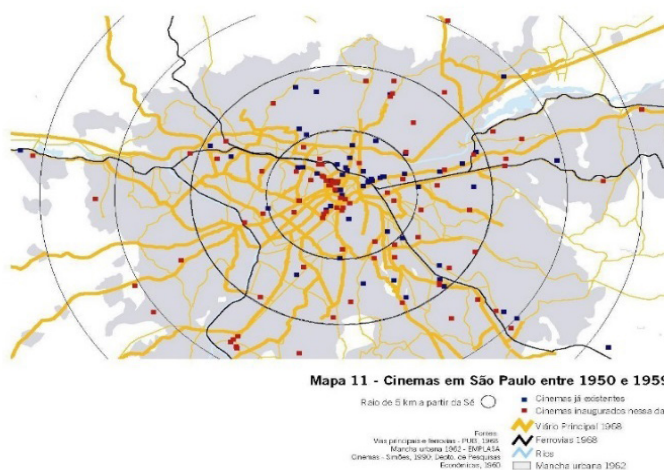 Mapa 11 - Cinemas em São Paulo entre 1950 e 1959
Raio de 5 km a partir da Sé
Cinemas já existentes
Cinemas inaugurados nessa da
Viário Principal 1968
Ferrovias 1968
Rios
Mancha urbana 1962
Fontes:
Vias principais e ferrovias - PUB, 1968
Mancha urbana 1962 - EMPLASA
Cinemas - Simões, 1990; Depto. de Pesquisas
Econômicas, 1960